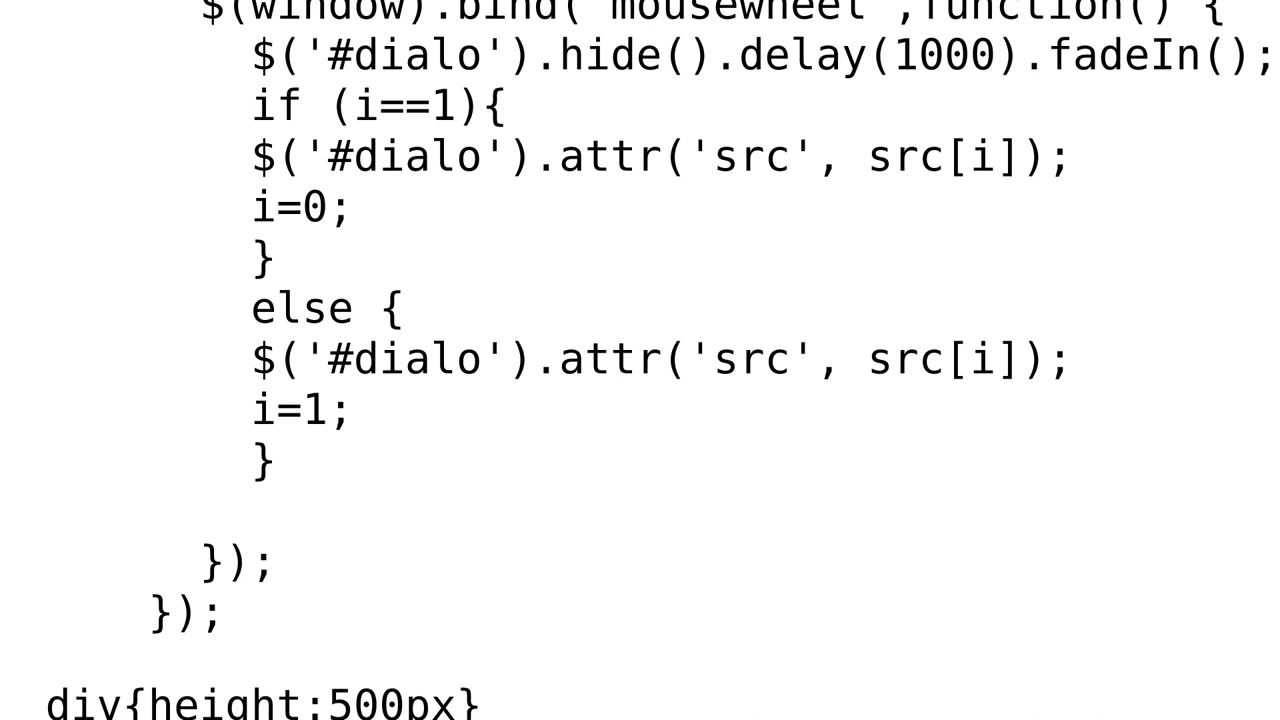 $(window).bind('mousewheel',function() {
$('#dialo').hide().delay(1000).fadeIn();
if (i==1){
$('#dialo').attr('src', src[i]);
i=0;
}
else {
$('#dialo').attr('src', src[i]);
i=1;
}
});
});
div{height:500px}